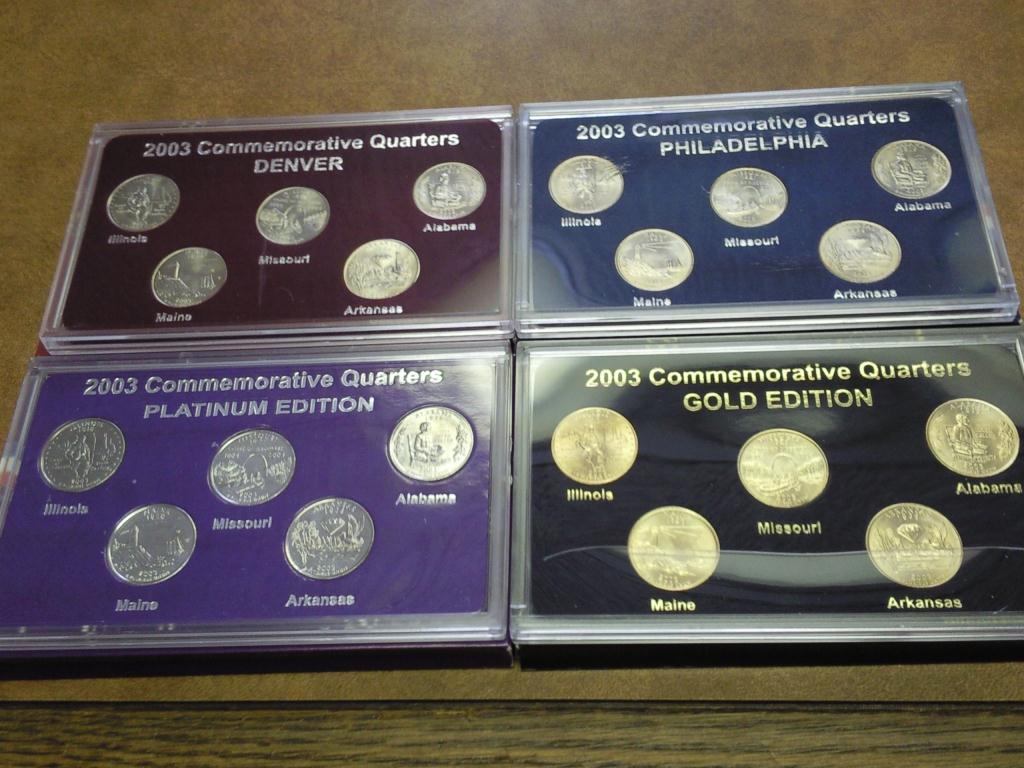 2003 Commemorative Quarters
DENVER
Illinois
Missouri
Alabama
Maine
Arkansas
2003 Commemorative Quarters
PHILADELPHIA
Illinois
Missouri
Alabama
Maine
Arkansas
2003 Commemorative Quarters
PLATINUM EDITION
Illinois
Missouri
Alabama
Maine
Arkansas
2003 Commemorative Quarters
GOLD EDITION
Illinois
Missouri
Alabama
Maine
Arkansas